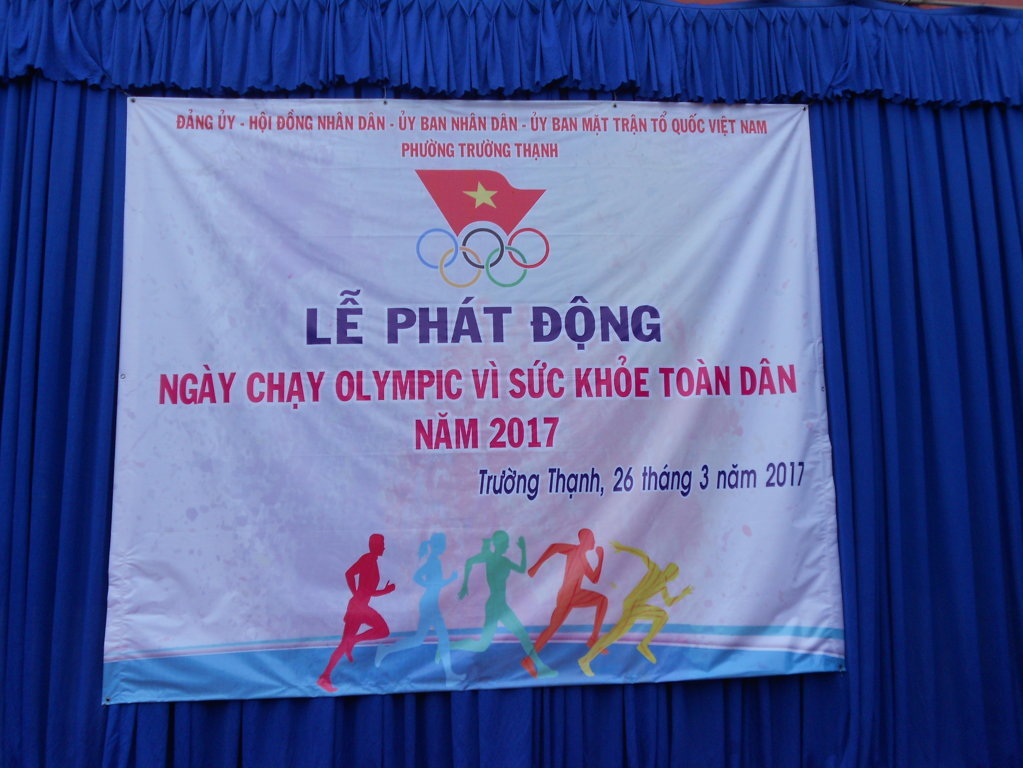 ĐẢNG ỦY - HỘI ĐỒNG NHÂN DÂN - ỦY BAN NHÂN DÂN - ỦY BAN MẶT TRẬN TỔ QUỐC VIỆT NAM
PHƯỜNG TRƯỜNG THẠNH
LỄ PHÁT ĐỘNG
NGÀY CHẠY OLYMPIC VÌ SỨC KHỎE TOÀN DÂN
NĂM 2017
Trường Thạnh, 26 tháng 3 năm 2017